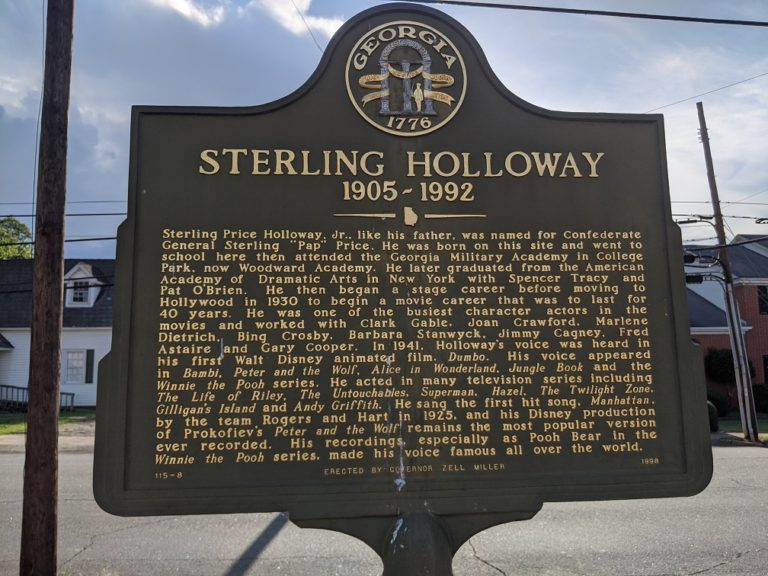 GEORGIA
1776
STERLING HOLLOWAY
1905-1992
Sterling Price Holloway, Jr., like his father, was named for Confederate
General Sterling "Pap" Price. He was born on this site and went to
school here then attended the Georgia Military Academy in College
Park, now Woodward Academy. He later graduated from the American
Academy of Dramatic Arts in New York with Spencer Tracy and
Pat O'Brien. He then began a stage career before moving to
Hollywood in 1930 to begin a movie career that was to last for
40 years. He was one of the busiest character actors in the
movies and worked with Clark Gable, Joan Crawford, Marlene
Dietrich, Bing Crosby, Barbara Stanwyck, Jimmy Cagney, Fred
Astaire and Gary Cooper. In 1941, Holloway's voice was heard in
his first Walt Disney animated film, Dumbo. His voice appeared
in Bambi, Peter and the Wolf, Alice in Wonderland, Jungle Book and the
Winnie the Pooh series. He acted in many television series including
The Life of Riley, The Untouchables, Superman, Hazel, The Twilight Zone,
Gilligan's Island and Andy Griffith. He sang the first hit song, Manhattan,
by the team Rogers and Hart in 1925, and his Disney production
of Prokofiev's Peter and the Wolf remains the most popular version
ever recorded. His recordings, especially as Pooh Bear in the
Winnie the Pooh series, made his voice famous all over the world.
115-8 ERECTED BY GOVERNOR ZELL MILLER 1998